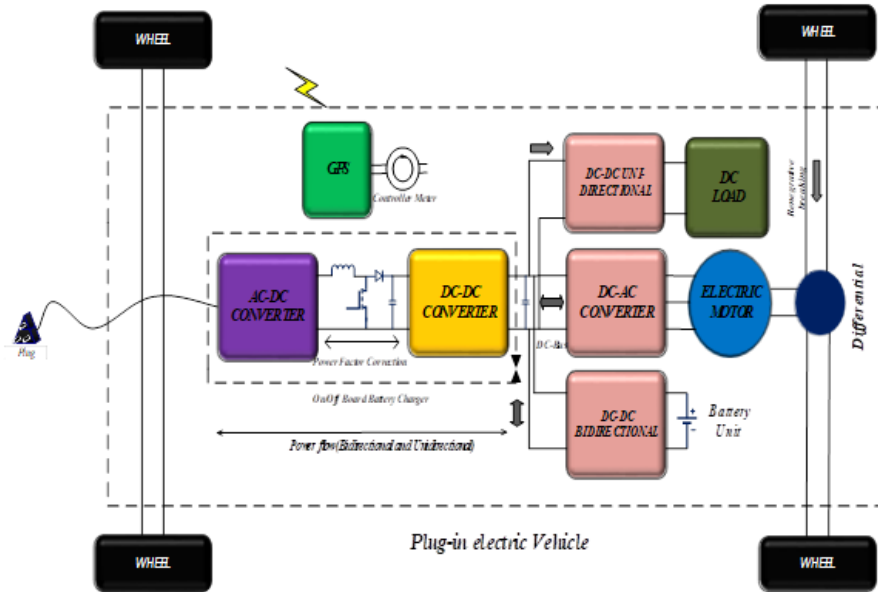 WHEEL
WHEEL
GPS
Controller Meter
DC-DC UNI-
DIRECTIONAL
DC
LOAD
Renegrative
breaking
AC-DC
CONVERTER
DC-DC
CONVERTER
DC-AC
CONVERTER
ELECTRIC
MOTOR
Differential
Plug
Power Factor Correction
DC-Bus
On/Off Board Battery Charger
Power flow(Bidirectional and Unidirectional)
DC-DC
BIDIRECTIONAL
Battery
Unit
WHEEL
Plug-in electric Vehicle
WHEEL